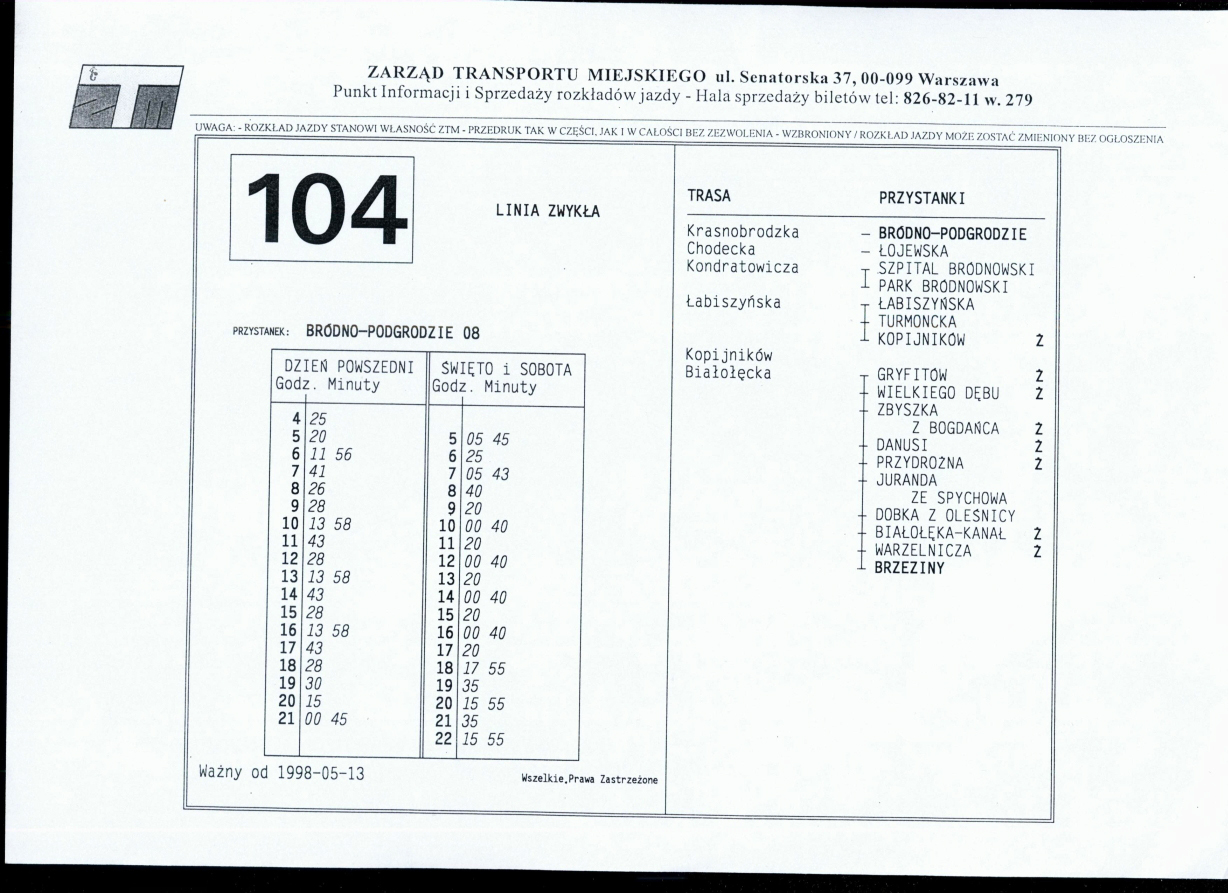 ZARZĄD TRANSPORTU MIEJSKIEGO ul. Senatorska 37, 00-099 Warszawa
Punkt Informacji i Sprzedaży rozkładów jazdy - Hala sprzedaży biletów tel: 826-82-11 w. 279
UWAGA: - ROZKŁAD JAZDY STANOWI WŁASNOŚĆ ZTM - PRZEDRUK TAK W CZĘŚCI, JAK I W CAŁOŚCI BEZ ZEZWOLENIA - WZBRONIONY / ROZKŁAD JAZDY MOŻE ZOSTAĆ ZMIENIONY BEZ OGŁOSZENIA
104
LINIA ZWYKŁA
PRZYSTANEK: BRÓDNO-PODGRODZIE 08
DZIEŃ POWSZEDNI
Godz. Minuty
4 25
5 20
6 11 56
7 41
8 26
9 28
10 13 58
11 43
12 28
13 13 58
14 43
15 28
16 13 58
17 43
18 28
19 30
20 15
21 00 45
ŚWIĘTO i SOBOTA
Godz. Minuty
5 05 45
6 25
7 05 43
8 40
9 20
10 00 40
11 20
12 00 40
13 20
14 00 40
15 20
16 00 40
17 20
18 17 55
19 35
20 15 55
21 35
22 15 55
Ważny od 1998-05-13
Wszelkie,Prawa Zastrzeżone
TRASA PRZYSTANKI
Krasnobrodzka – BRÓDNO-PODGRODZIE
Chodecka – ŁOJEWSKA
Kondratowicza SZPITAL BRÓDNOWSKI
PARK BRÓDNOWSKI
Łabiszyńska ŁABISZYŃSKA
TURMONCKA
KOPIJNIKÓW Ż
Kopijników
Białołęcka GRYFITÓW Ż
WIELKIEGO DĘBU Ż
ZBYSZKA
Z BOGDAŃCA Ż
DANUSI Ż
PRZYDROŻNA Ż
JURANDA
ZE SPYCHOWA
DOBKA Z OLEŚNICY
BIAŁOŁĘKA-KANAŁ Ż
WARZELNICZA Ż
BRZEZINY